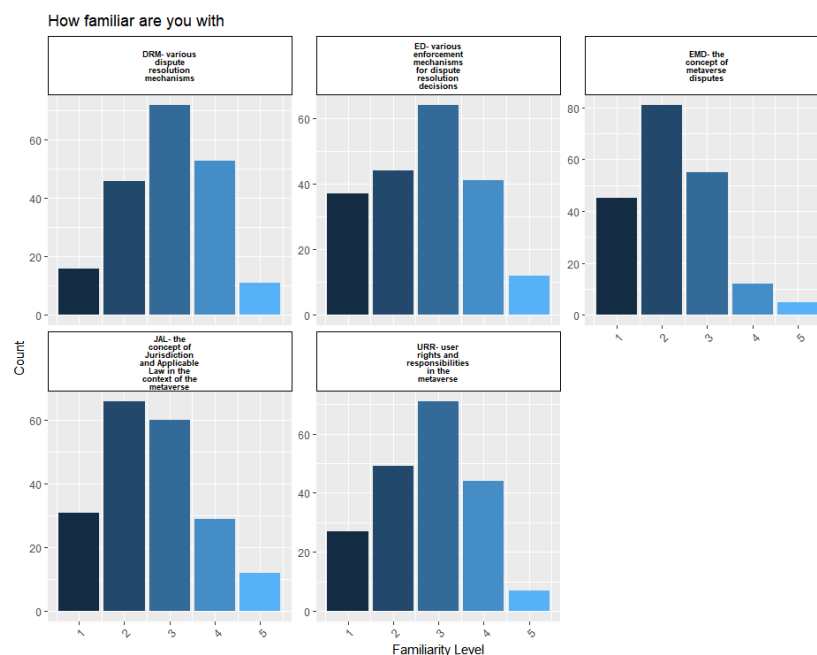 How familiar are you with
DRM- various
dispute
resolution
mechanisms
ED- various
enforcement
mechanisms
for dispute
resolution
decisions
EMD- the
concept of
metaverse
disputes
60
40
20
0
60
40
20
0
80
60
40
20
0
1 2 3 4 5
JAL- the
concept of
Jurisdiction
and Applicable
Law in the
context of the
metaverse
URR- user
rights and
responsibilities
in the
metaverse
Count
60
40
20
0
60
40
20
0
1 2 3 4 5
1 2 3 4 5
Familiarity Level